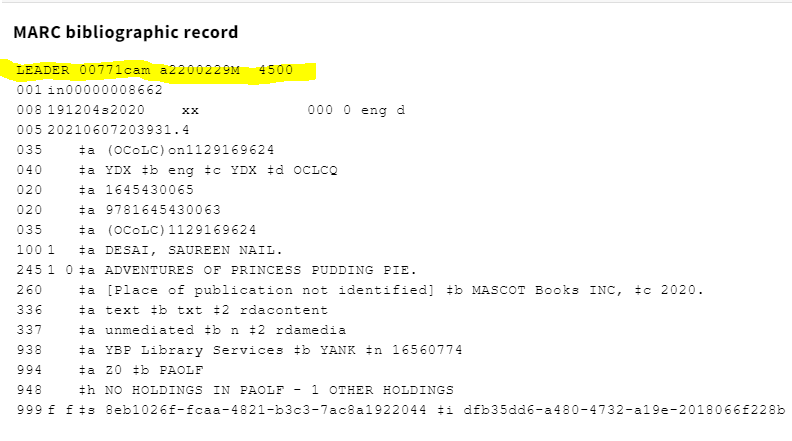 MARC bibliographic record
LEADER 00771cam a2200229M  4500
001 in00000008662
008 191204s2020    xx            000 0 eng d
005 20210607203931.4
035    ‡a (OCoLC)on1129169624
040    ‡a YDX ‡b eng ‡c YDX ‡d OCLCQ
020    ‡a 1645430065
020    ‡a 9781645430063
035    ‡a (OCoLC)1129169624
100 1  ‡a DESAI, SAUREEN NAIL.
245 1 0 ‡a ADVENTURES OF PRINCESS PUDDING PIE.
260    ‡a [Place of publication not identified] ‡b MASCOT Books INC, ‡c 2020.
336    ‡a text ‡b txt ‡2 rdacontent
337    ‡a unmediated ‡b n ‡2 rdamedia
938    ‡a YBP Library Services ‡b YANK ‡n 16560774
994    ‡a Z0 ‡b PAOLF
948    ‡h NO HOLDINGS IN PAOLF - 1 OTHER HOLDINGS
999 f f ‡s 8eb1026f-fcaa-4821-b3c3-7ac8a1922044 ‡i dfb35dd6-a480-4732-a19e-2018066f228b